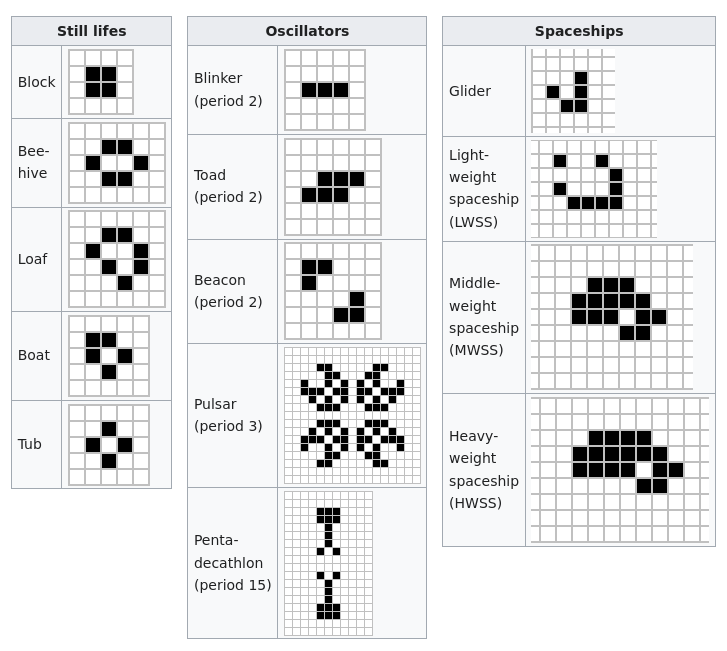 Still lifes
Block
Bee-
hive
Loaf
Boat
Tub
Oscillators
Blinker
(period 2)
Toad
(period 2)
Beacon
(period 2)
Pulsar
(period 3)
Penta-
decathlon
(period 15)
Spaceships
Glider
Light-
weight
spaceship
(LWSS)
Middle-
weight
spaceship
(MWSS)
Heavy-
weight
spaceship
(HWSS)